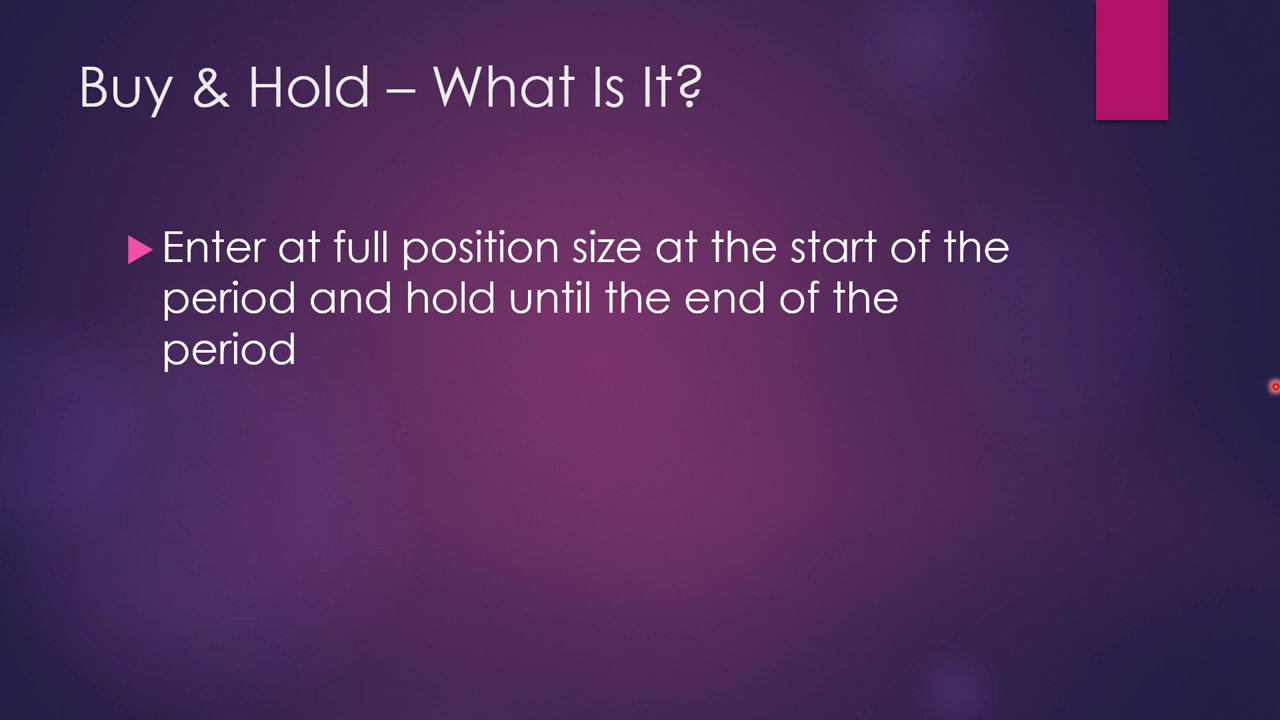 Buy & Hold – What Is It?
Enter at full position size at the start of the
period and hold until the end of the
period